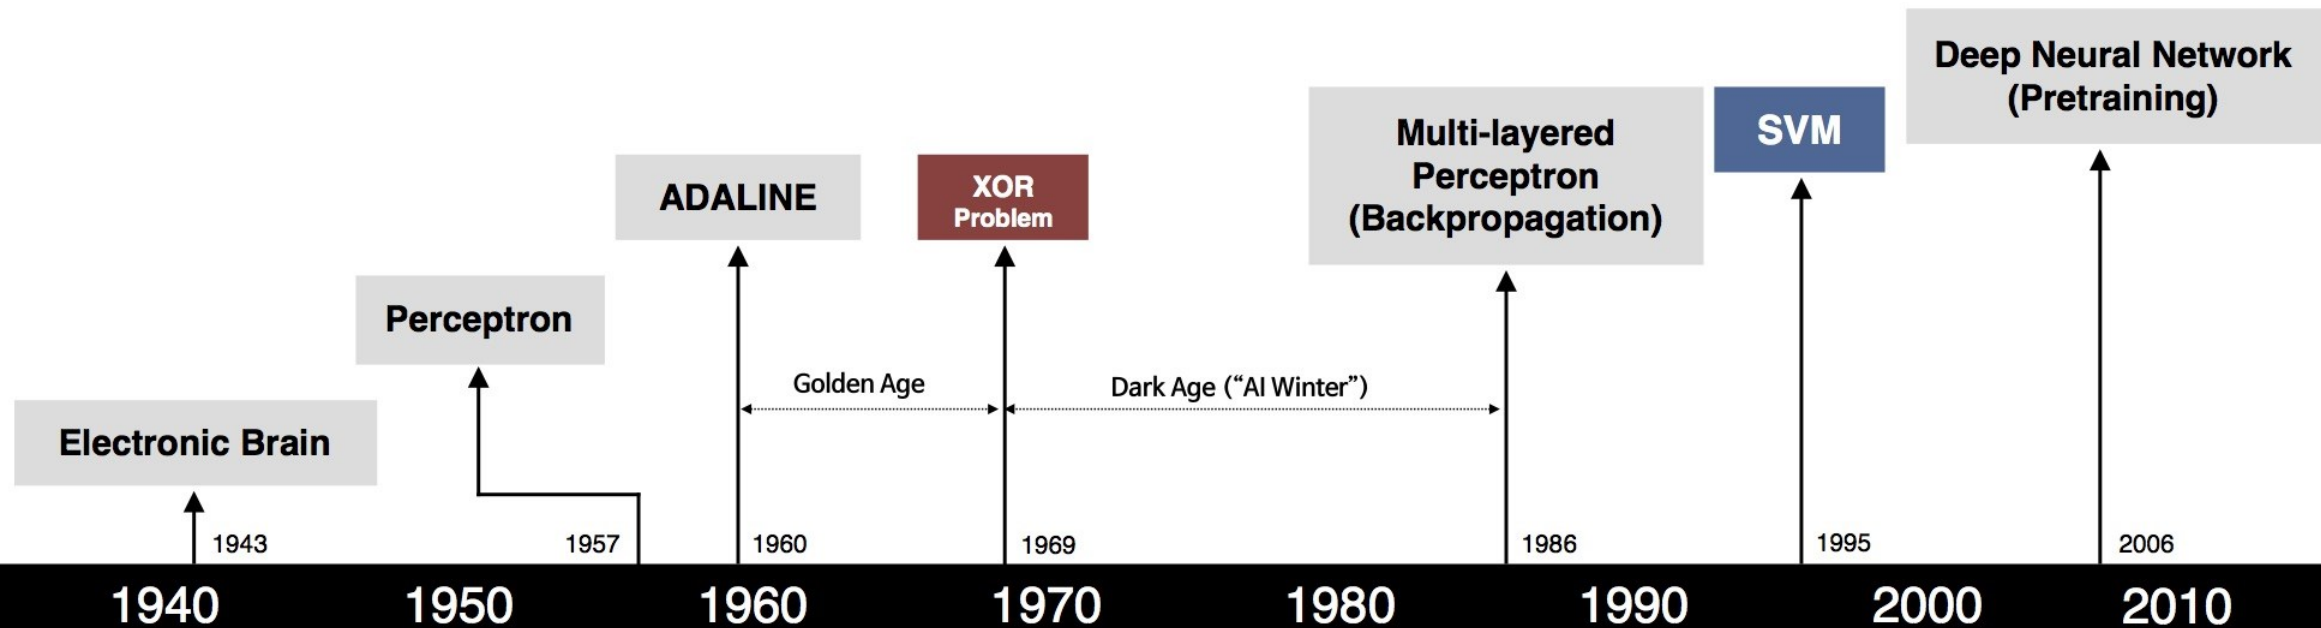 Deep Neural Network
(Pretraining)
Multi-layered
Perceptron
(Backpropagation)
SVM
ADALINE
XOR
Problem
Perceptron
Golden Age
Dark Age (“AI Winter”)
Electronic Brain
1943
1957
1960
1969
1986
1995
2006
1940
1950
1960
1970
1980
1990
2000
2010